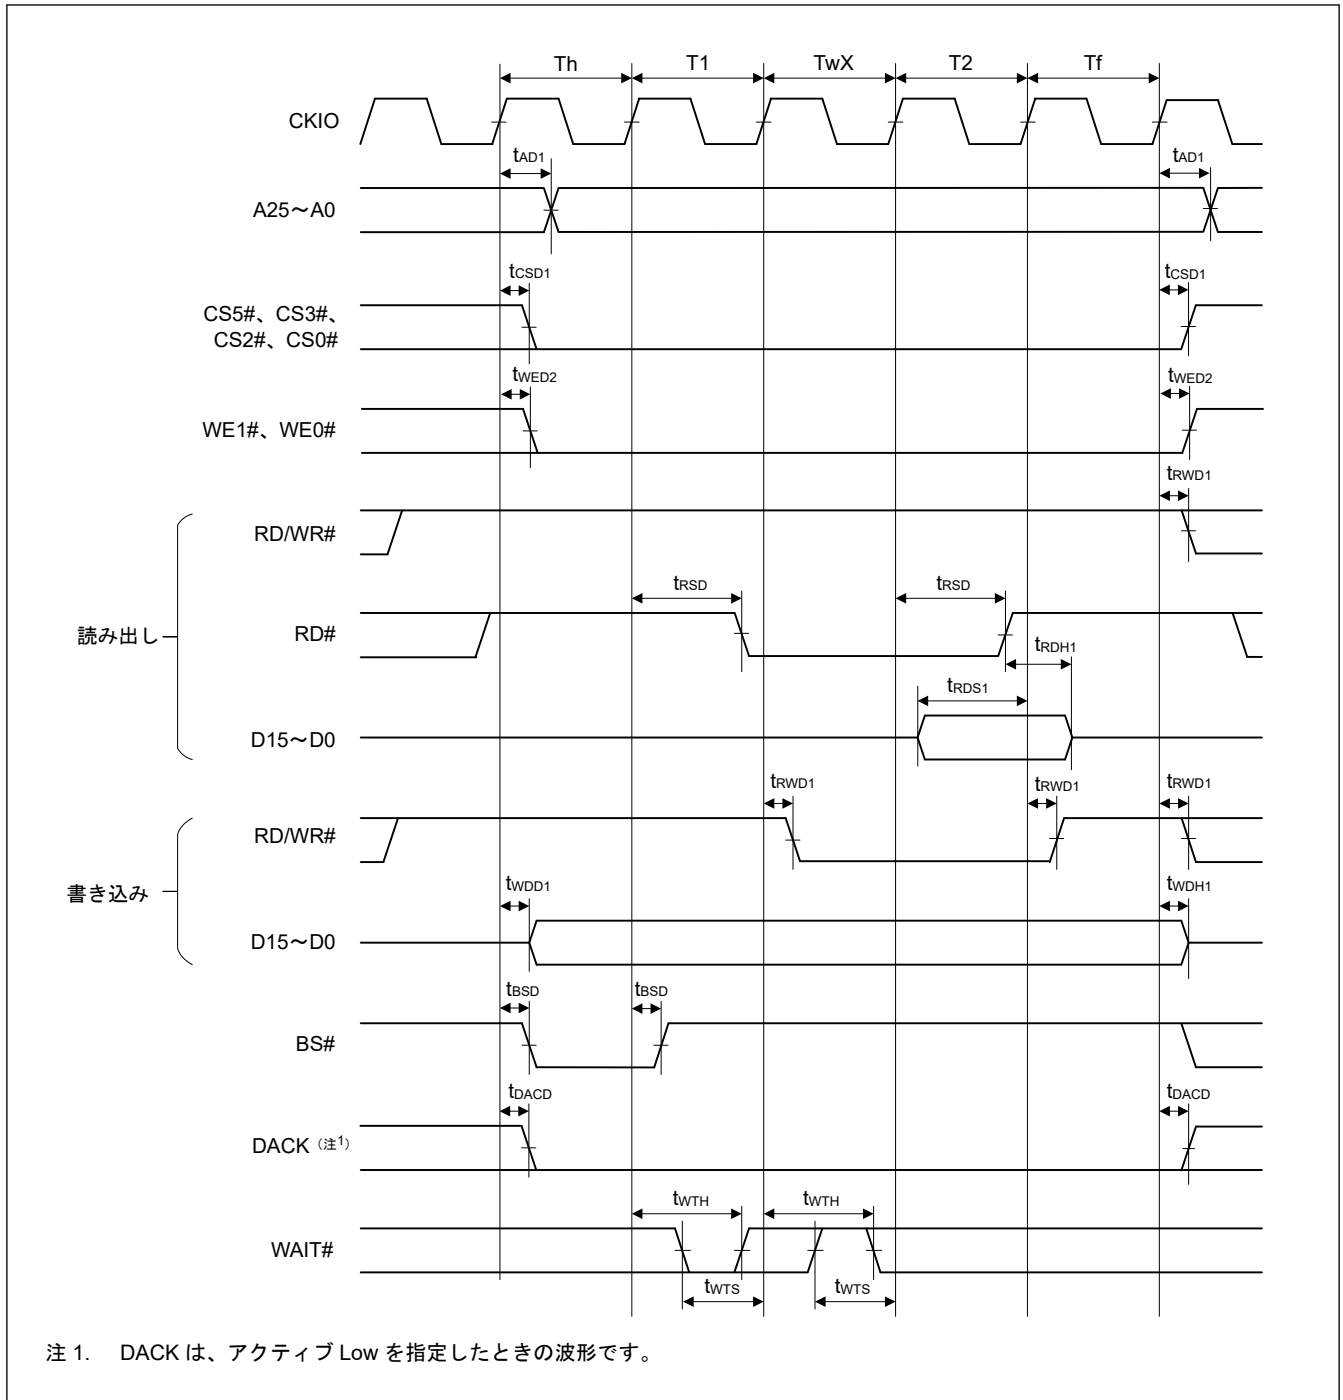 Th T1 TwX T2 Tf
CKIO
tAD1 tAD1
A25～A0
tCSD1 tCSD1
CS5#、CS3#、
CS2#、CS0#
tWED2 tWED2
WE1#、WE0#
tRWD1
RD/WR#
tRSD tRSD
読み出し
RD#
tRDH1
tRDS1
D15～D0
tRWD1 tRWD1 tRWD1
RD/WR#
書き込み
tWDD1 tWDH1
D15～D0
tBSD tBSD
BS#
tDACD tDACD
DACK（注1）
tWTH tWTH
WAIT#
tWTS tWTS
注 1. DACK は、アクティブ Low を指定したときの波形です。